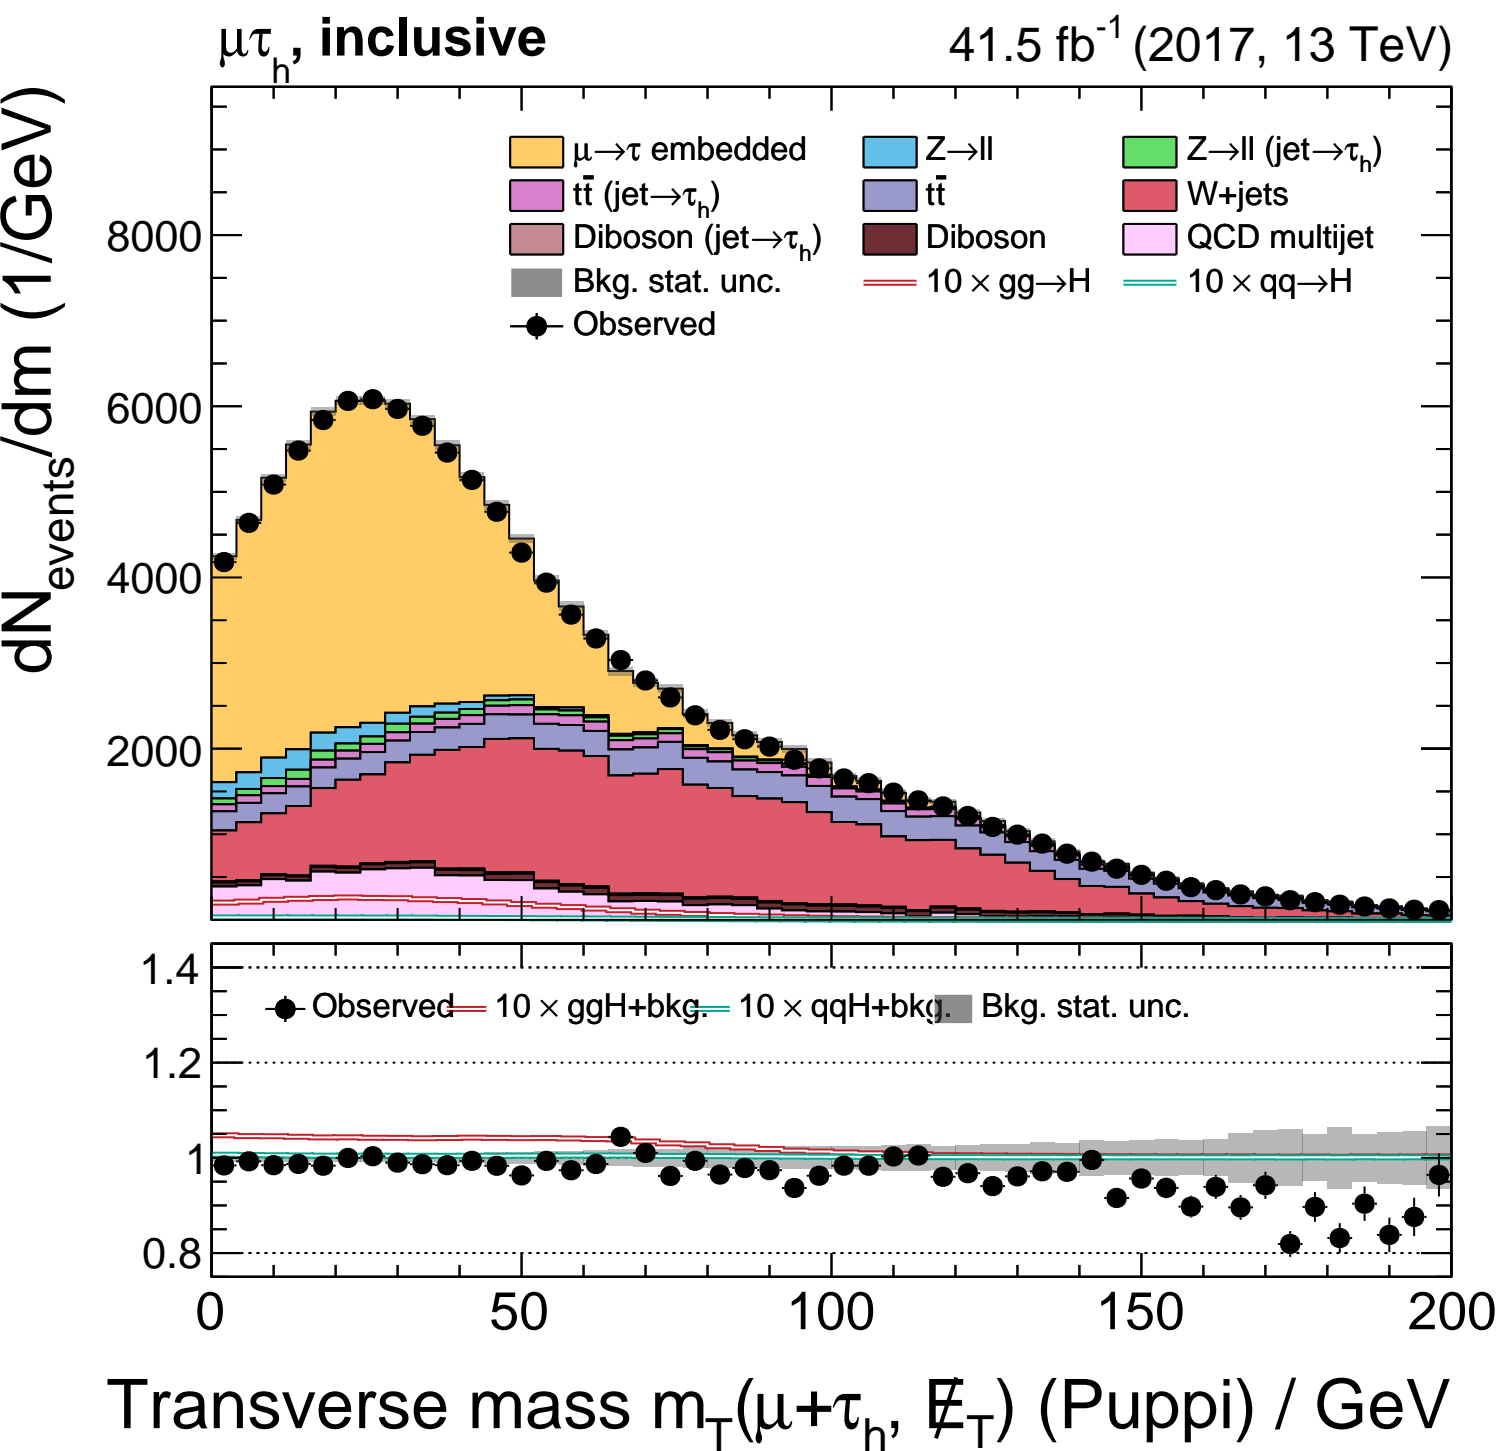 μτh, inclusive
41.5 fb-1 (2017, 13 TeV)
dNevents/dm (1/GeV)
μ→τ embedded
Z→ll
Z→ll (jet→τh)
tt̄ (jet→τh)
tt̄
W+jets
Diboson (jet→τh)
Diboson
QCD multijet
Bkg. stat. unc.
10 × gg→H
10 × qq→H
Observed
8000
6000
4000
2000
1.4
Observed
10 × ggH+bkg.
10 × qqH+bkg.
Bkg. stat. unc.
1.2
1
0.8
0
50
100
150
200
Transverse mass mT(μ+τh, E̸T) (Puppi) / GeV